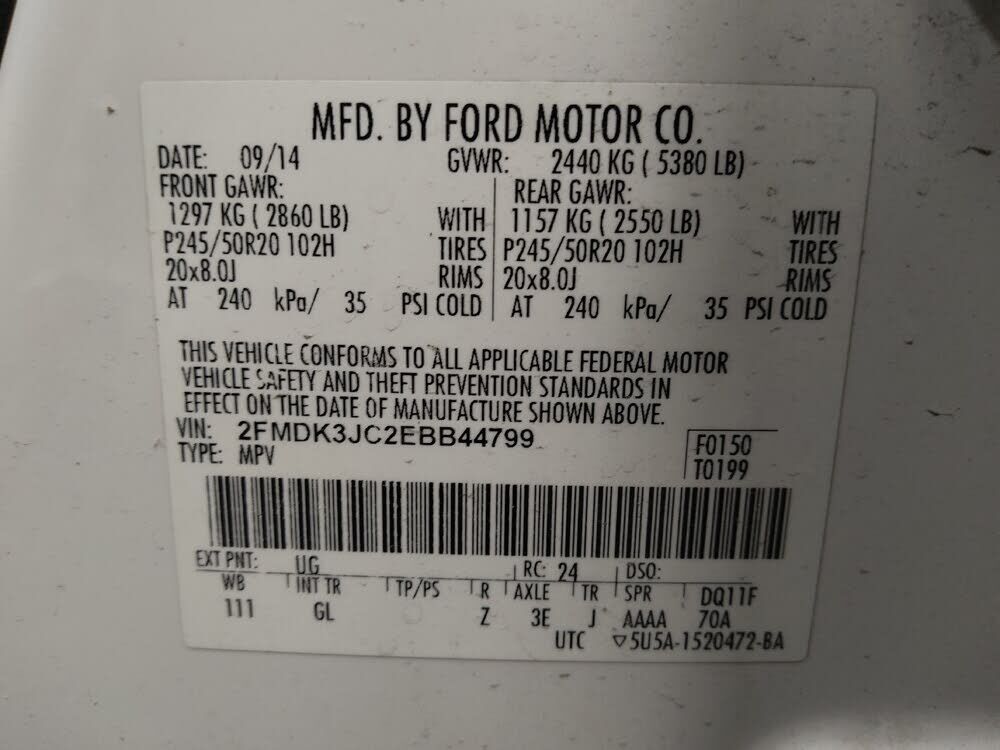 MFD. BY FORD MOTOR CO.
DATE: 09/14 GVWR: 2440 KG ( 5380 LB)
FRONT GAWR: REAR GAWR:
1297 KG ( 2860 LB) WITH 1157 KG ( 2550 LB) WITH
P245/50R20 102H TIRES P245/50R20 102H TIRES
20x8.0J RIMS 20x8.0J RIMS
AT 240 kPa/ 35 PSI COLD AT 240 kPa/ 35 PSI COLD
THIS VEHICLE CONFORMS TO ALL APPLICABLE FEDERAL MOTOR
VEHICLE SAFETY AND THEFT PREVENTION STANDARDS IN
EFFECT ON THE DATE OF MANUFACTURE SHOWN ABOVE.
VIN: 2FMDK3JC2EBB44799
TYPE: MPV
F0150
T0199
EXT PNT: UG RC: 24 DSO:
WB INT TR TP/PS R AXLE TR SPR DQ11F
111 GL Z 3E J AAAA 70A
UTC ▽5U5A-1520472-BA